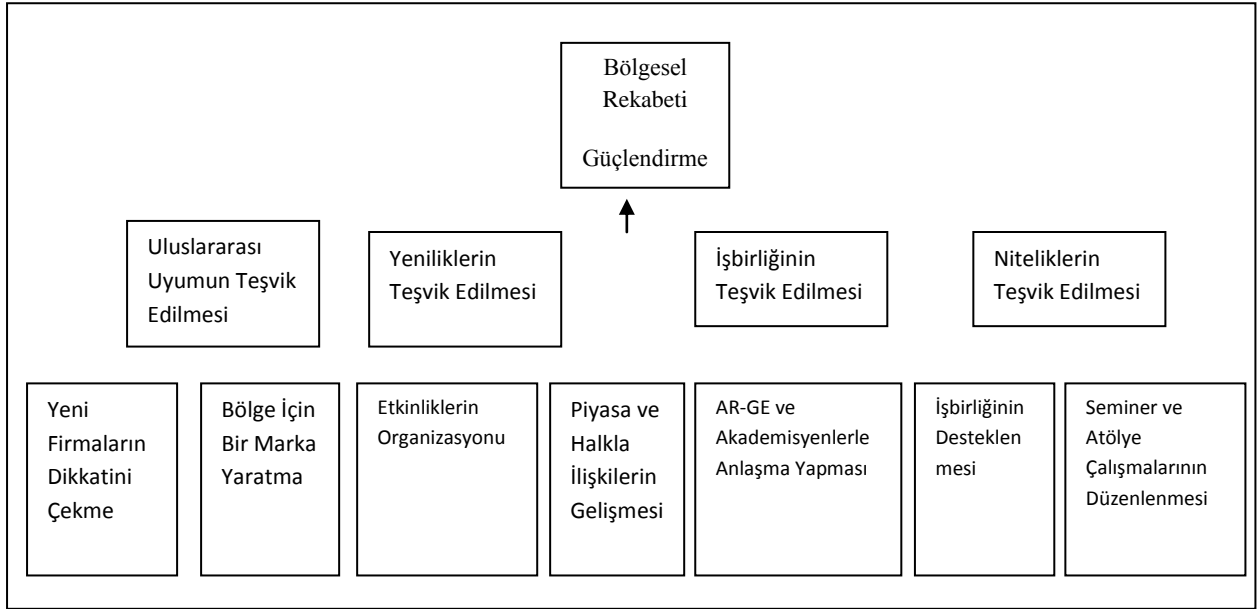 Bölgesel
Rekabeti
Güçlendirme
Uluslararası
Uyumun Teşvik
Edilmesi
Yeniliklerin
Teşvik Edilmesi
İşbirliğinin
Teşvik Edilmesi
Niteliklerin
Teşvik Edilmesi
Yeni
Firmaların
Dikkatini
Çekme
Bölge İçin
Bir Marka
Yaratma
Etkinliklerin
Organizasyonu
Piyasa ve
Halkla
İlişkilerin
Gelişmesi
AR-GE ve
Akademisyenlerle
Anlaşma Yapması
İşbirliğinin
Desteklen
mesi
Seminer ve
Atölye
Çalışmalarının
Düzenlenmesi